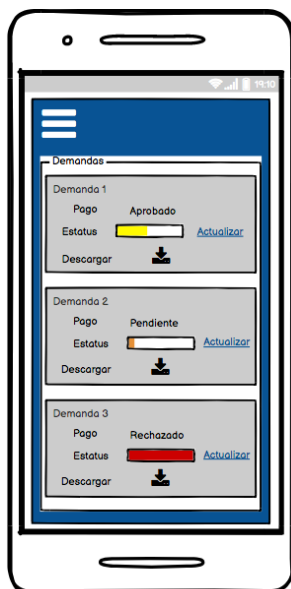 19:10
Demandas
Demanda 1
Pago Aprobado
Estatus Actualizar
Descargar
Demanda 2
Pago Pendiente
Estatus Actualizar
Descargar
Demanda 3
Pago Rechazado
Estatus Actualizar
Descargar